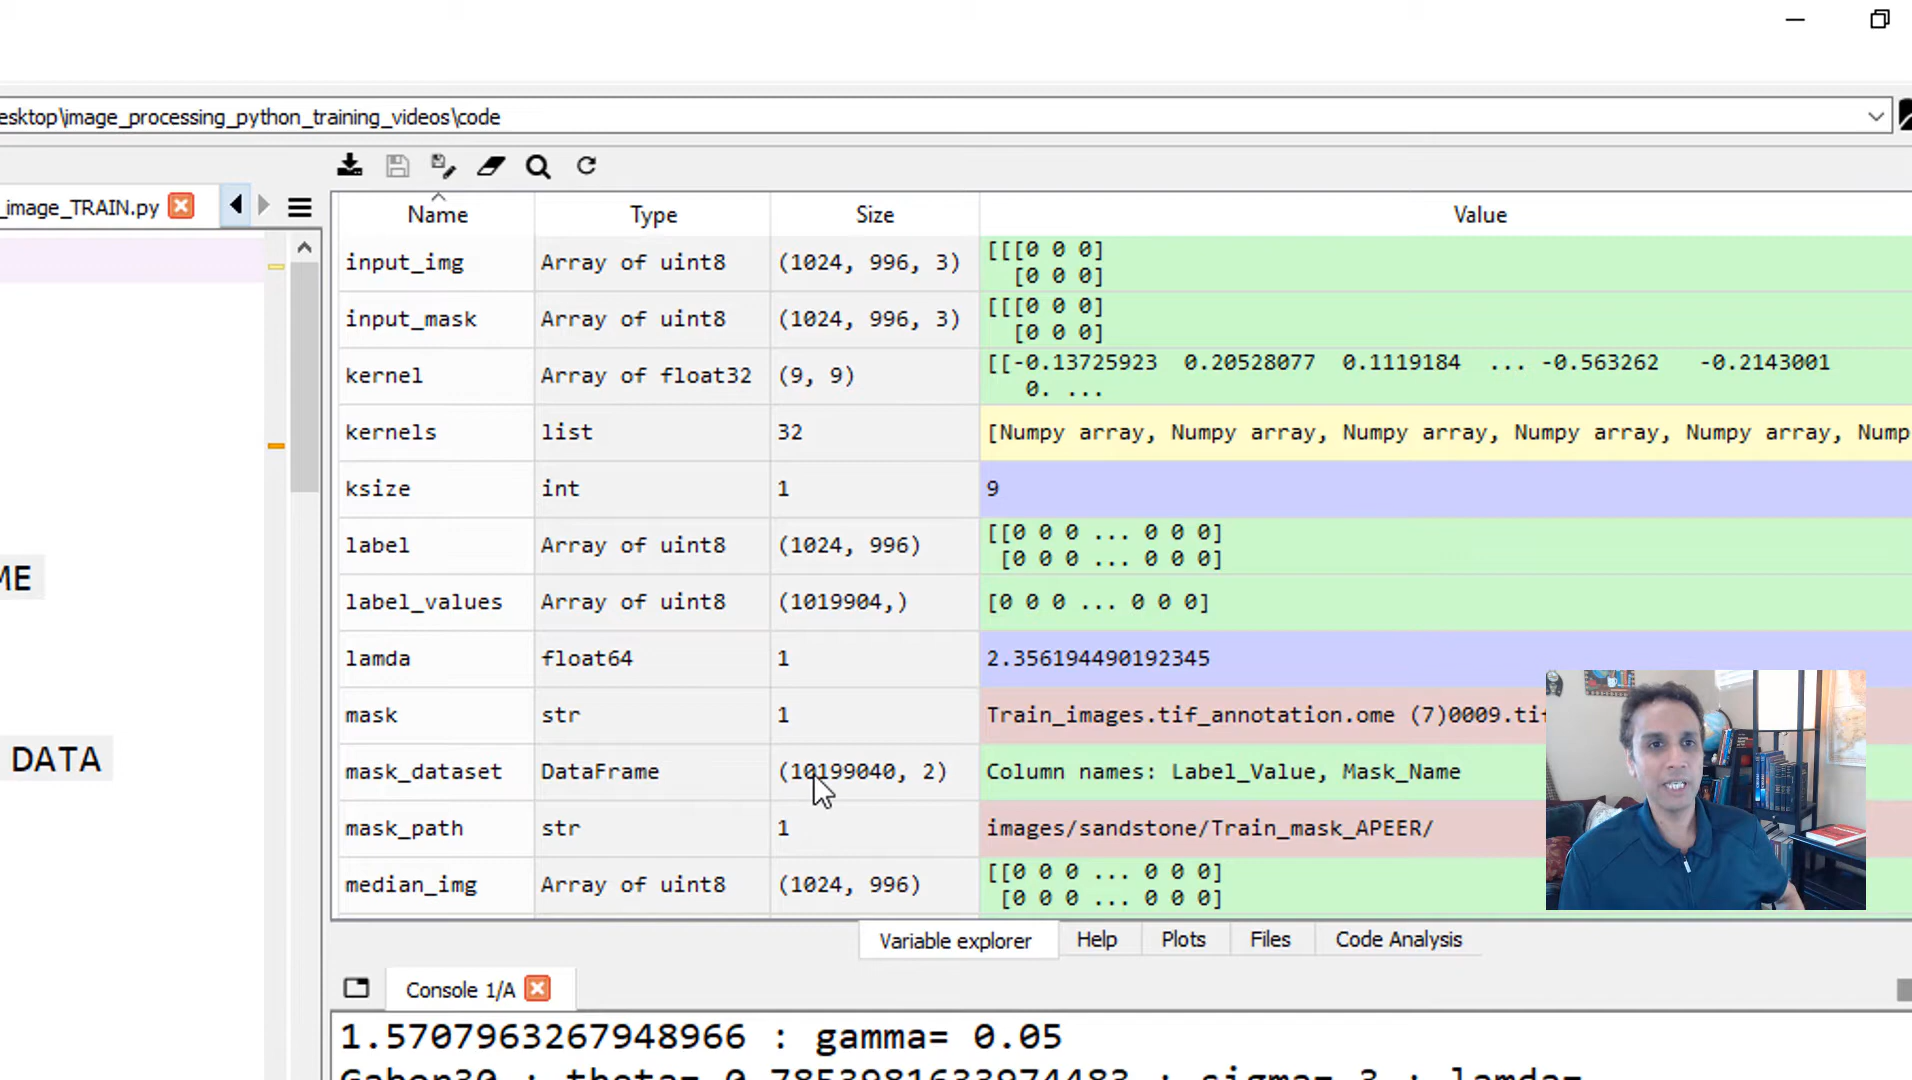 esktop\image_processing_python_training_videos\code
_image_TRAIN.py
Name Type Size Value
input_img Array of uint8 (1024, 996, 3) [[[0 0 0]
[0 0 0]
input_mask Array of uint8 (1024, 996, 3) [[[0 0 0]
[0 0 0]
kernel Array of float32 (9, 9) [[-0.13725923 0.20528077 0.1119184 ... -0.563262 -0.2143001
0. ...
kernels list 32 [Numpy array, Numpy array, Numpy array, Numpy array, Numpy array, Nump
ksize int 1 9
label Array of uint8 (1024, 996) [[0 0 0 ... 0 0 0]
[0 0 0 ... 0 0 0]
ME
label_values Array of uint8 (1019904,) [0 0 0 ... 0 0 0]
lamda float64 1 2.356194490192345
mask str 1 Train_images.tif_annotation.ome (7)0009.tif
DATA
mask_dataset DataFrame (10199040, 2) Column names: Label_Value, Mask_Name
mask_path str 1 images/sandstone/Train_mask_APEER/
median_img Array of uint8 (1024, 996) [[0 0 0 ... 0 0 0]
[0 0 0 ... 0 0 0]
Variable explorer Help Plots Files Code Analysis
Console 1/A
1.5707963267948966 : gamma= 0.05
Gabor30 : theta= 0.7853981633974483 : sigma= 3 : lamda=